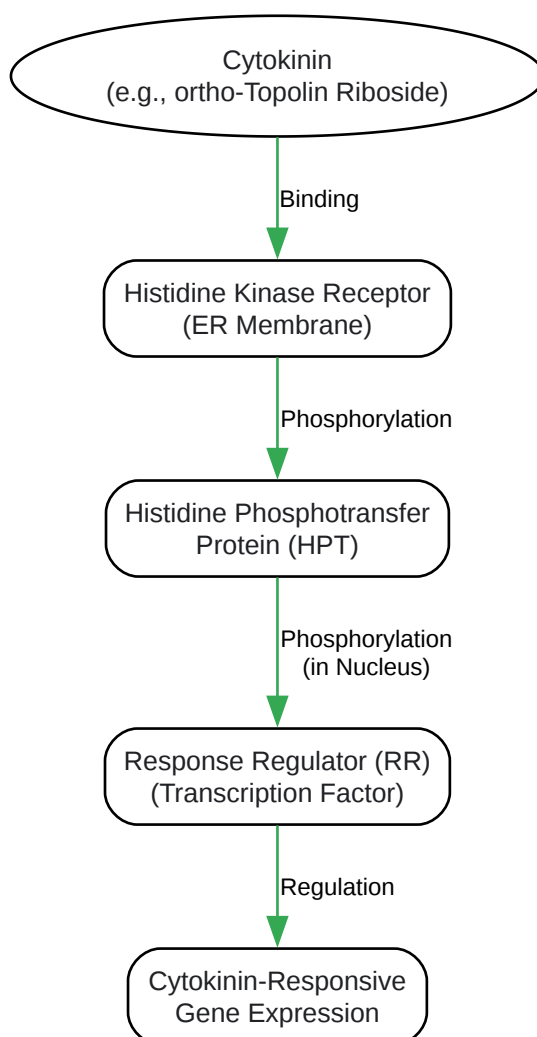 Cytokinin
(e.g., ortho-Topolin Riboside)
Binding
Histidine Kinase Receptor
(ER Membrane)
Phosphorylation
Histidine Phosphotransfer
Protein (HPT)
Phosphorylation
(in Nucleus)
Response Regulator (RR)
(Transcription Factor)
Regulation
Cytokinin-Responsive
Gene Expression